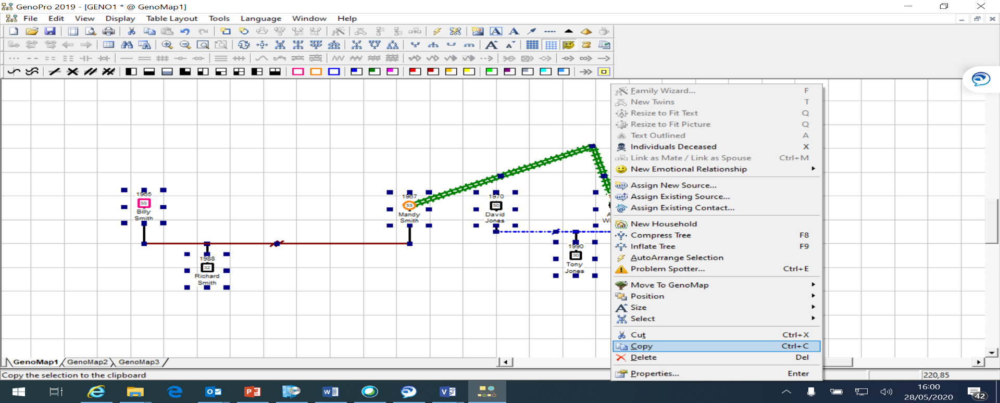 GenoPro 2019 - [GENO1 * @ GenoMap1]
File Edit View Display Table Layout Tools Language Window Help
Family Wizard... F
New Twins T
Resize to Fit Text Q
Resize to Fit Picture Q
Text Outlined A
Individuals Deceased X
Link as Mate / Link as Spouse Ctrl+M
New Emotional Relationship
Assign New Source...
Assign Existing Source...
Assign Existing Contact...
New Household
Compress Tree F8
Inflate Tree F9
AutoArrange Selection
Problem Spotter... Ctrl+E
Move To GenoMap
Position
Size
Select
Cut Ctrl+X
Copy Ctrl+C
Delete Del
Properties... Enter
1965
55
Billy
Smith
1967
53
Mandy
Smith
1970
50
David
Jones
1988
32
Richard
Smith
1990
30
Tony
Jones
GenoMap1 GenoMap2 GenoMap3
Copy the selection to the clipboard
220,85
16:00
28/05/2020
42